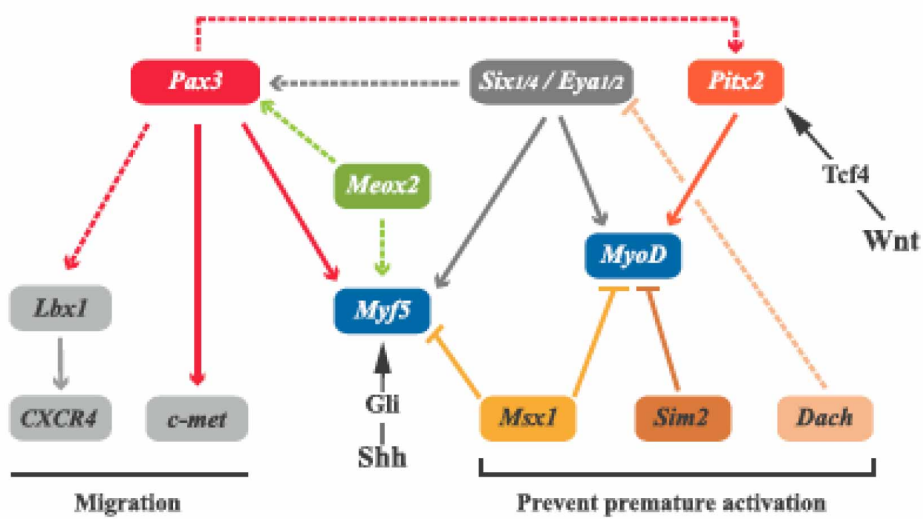 Pax3
Six1/4 / Eya1/2
Pitx2
Meox2
Tcf4
Wnt
MyoD
Lbx1
Myf5
CXCR4
c-met
Gli
Shh
Msx1
Sim2
Dach
Migration
Prevent premature activation